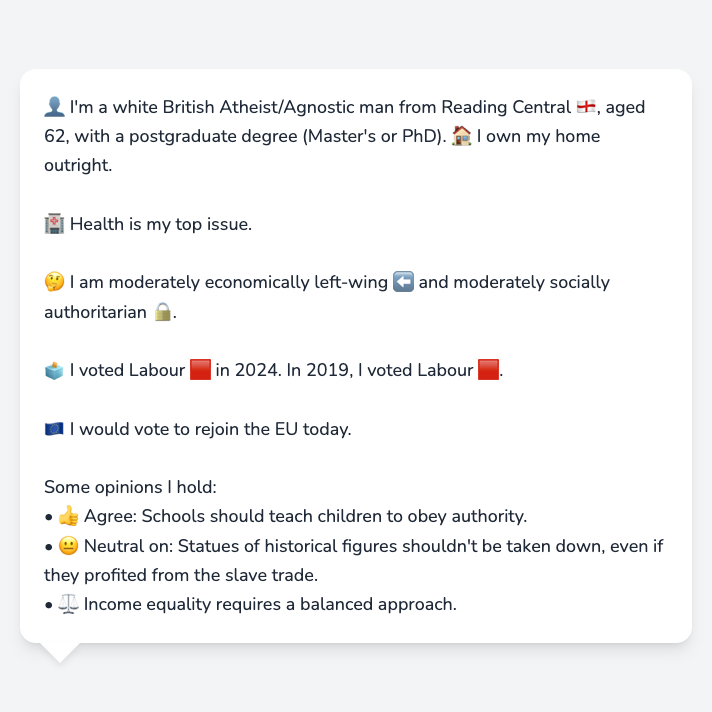 👤 I'm a white British Atheist/Agnostic man from Reading Central 🏴󠁧󠁢󠁥󠁮󠁧󠁿, aged
62, with a postgraduate degree (Master's or PhD). 🏠 I own my home
outright.
🏥 Health is my top issue.
🤔 I am moderately economically left-wing ⬅️ and moderately socially
authoritarian 🔒.
🗳️ I voted Labour 🟥 in 2024. In 2019, I voted Labour 🟥.
🇪🇺 I would vote to rejoin the EU today.
Some opinions I hold:
• 👍 Agree: Schools should teach children to obey authority.
• 😐 Neutral on: Statues of historical figures shouldn't be taken down, even if
they profited from the slave trade.
• ⚖️ Income equality requires a balanced approach.